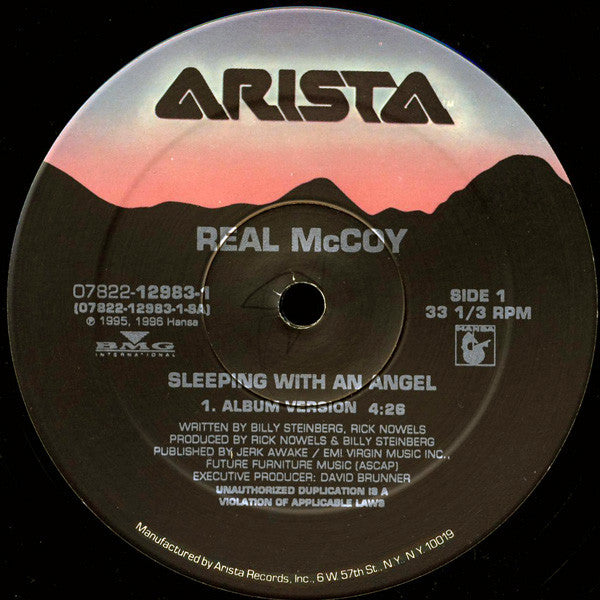 ARISTA
REAL McCOY
07822-12983-1
(07822-12983-1-SA)
℗ 1995, 1996 Hansa
BMG
INTERNATIONAL
SIDE 1
33 1/3 RPM
HANSA
SLEEPING WITH AN ANGEL
1. ALBUM VERSION 4:26
WRITTEN BY BILLY STEINBERG, RICK NOWELS
PRODUCED BY RICK NOWELS & BILLY STEINBERG
PUBLISHED BY JERK AWAKE / EMI VIRGIN MUSIC INC.,
FUTURE FURNITURE MUSIC (ASCAP)
EXECUTIVE PRODUCER: DAVID BRUNNER
UNAUTHORIZED DUPLICATION IS A
VIOLATION OF APPLICABLE LAWS
Manufactured by Arista Records, Inc., 6 W. 57th St., N.Y., N.Y. 10019